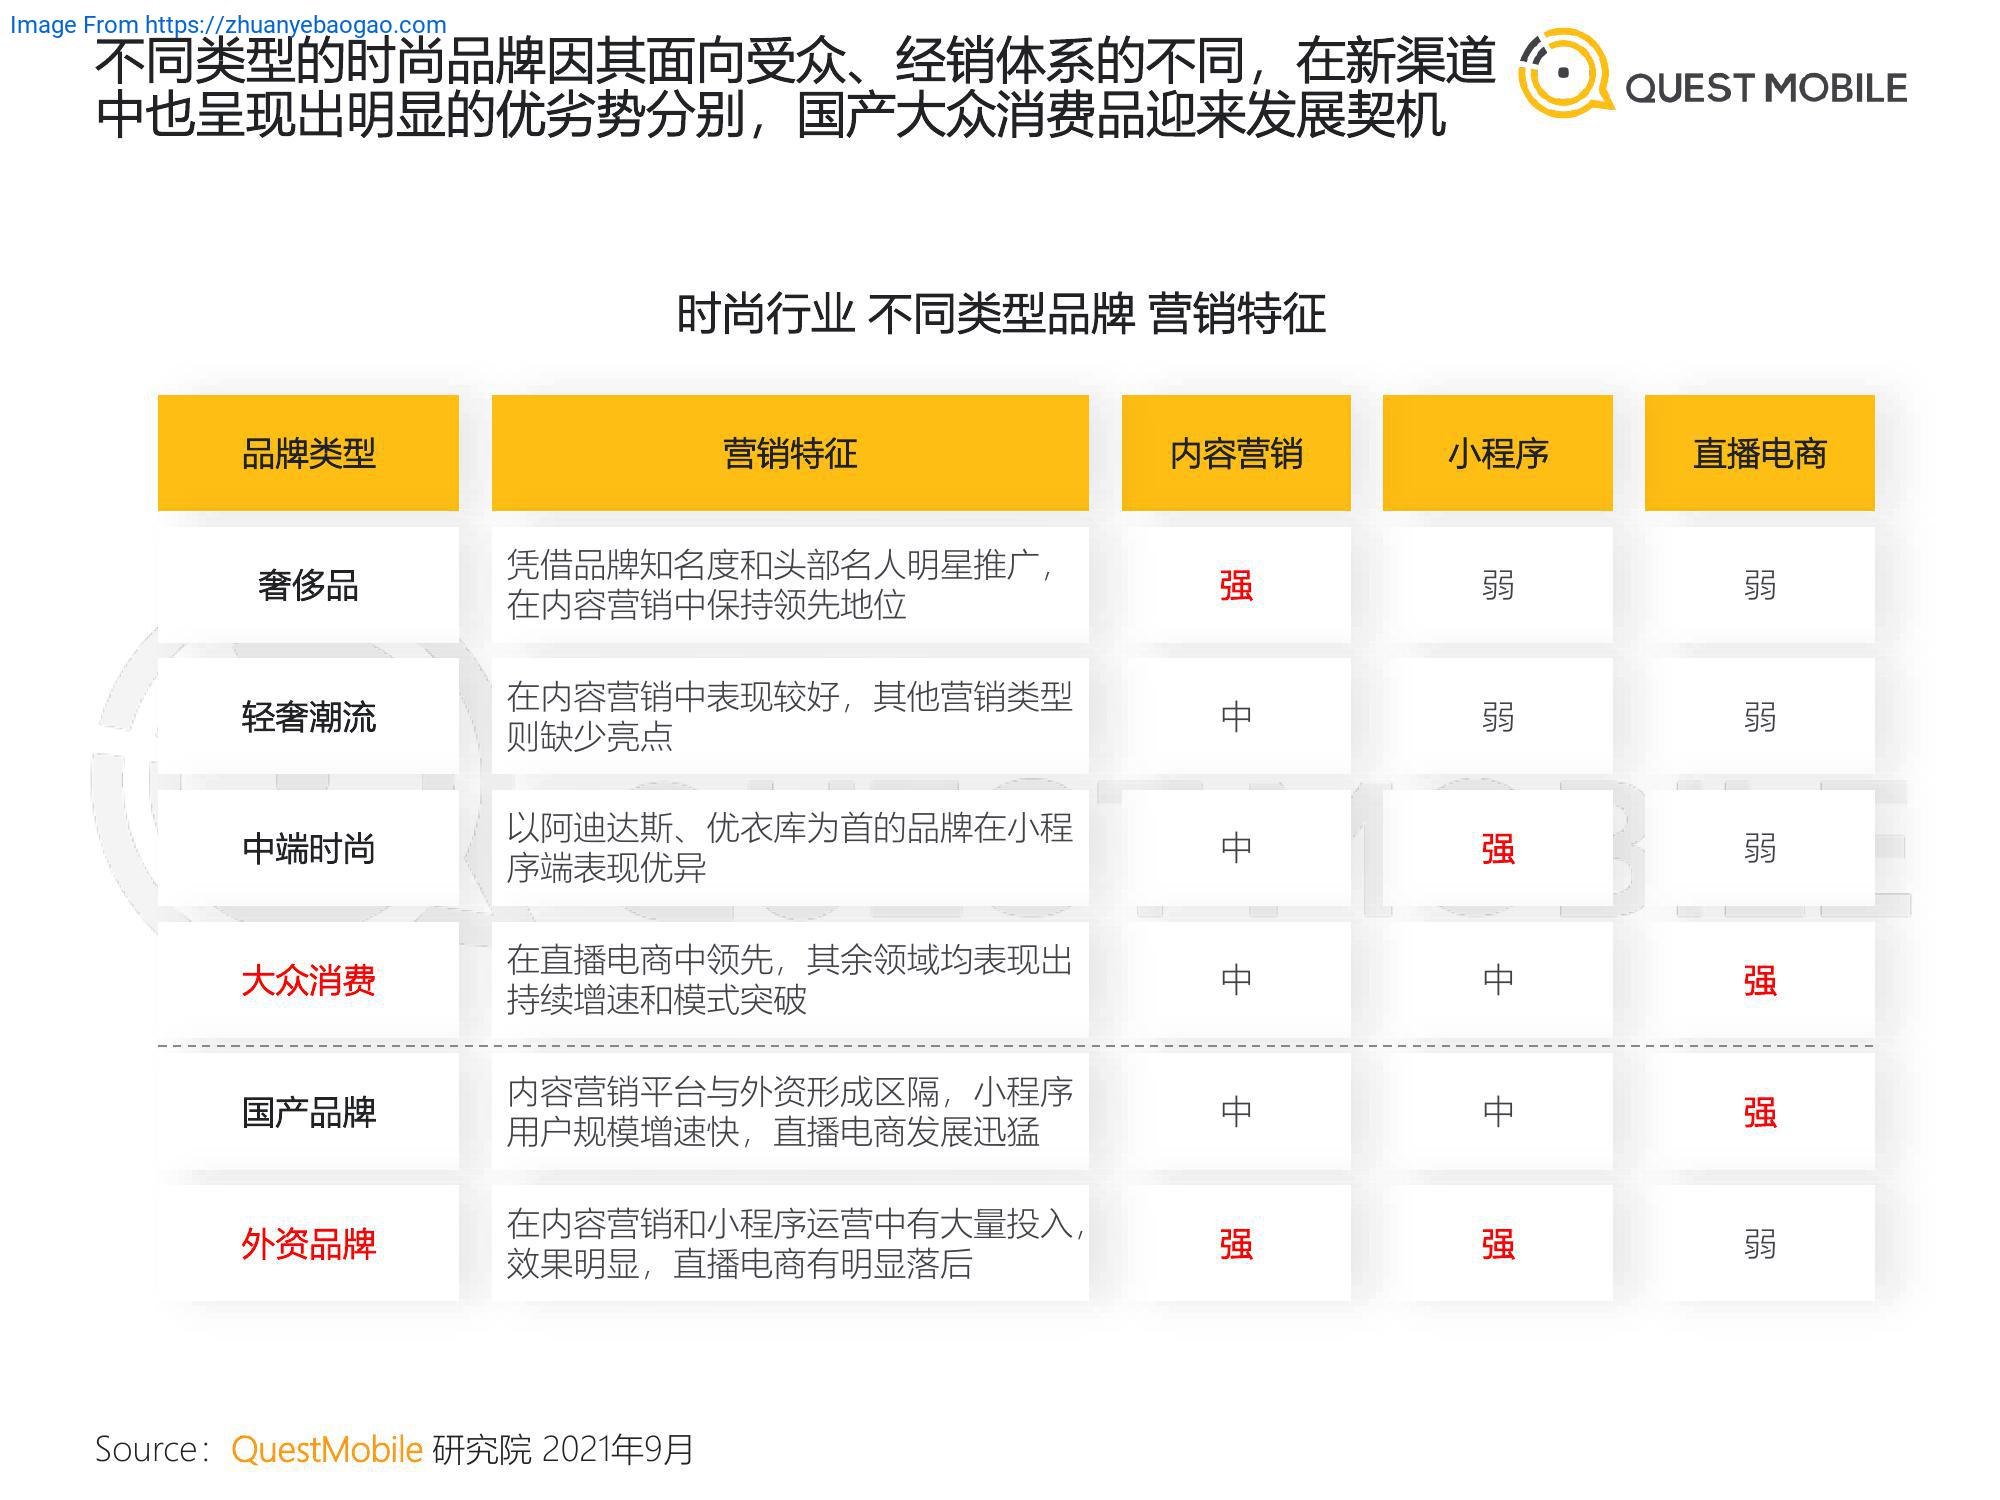 Image From https://zhuanyebaogao.com
不同类型的时尚品牌因其面向受众、经销体系的不同，在新渠道
中也呈现出明显的优劣势分别，国产大众消费品迎来发展契机
QUEST MOBILE
时尚行业 不同类型品牌 营销特征
品牌类型 营销特征 内容营销 小程序 直播电商
奢侈品
凭借品牌知名度和头部名人明星推广，
在内容营销中保持领先地位
强 弱 弱
轻奢潮流
在内容营销中表现较好，其他营销类型
则缺少亮点
中 弱 弱
中端时尚
以阿迪达斯、优衣库为首的品牌在小程
序端表现优异
中 强 弱
大众消费
在直播电商中领先，其余领域均表现出
持续增速和模式突破
中 中 强
国产品牌
内容营销平台与外资形成区隔，小程序
用户规模增速快，直播电商发展迅猛
中 中 强
外资品牌
在内容营销和小程序运营中有大量投入，
效果明显，直播电商有明显落后
强 强 弱
QUEST MOBILE
Source：QuestMobile 研究院 2021年9月